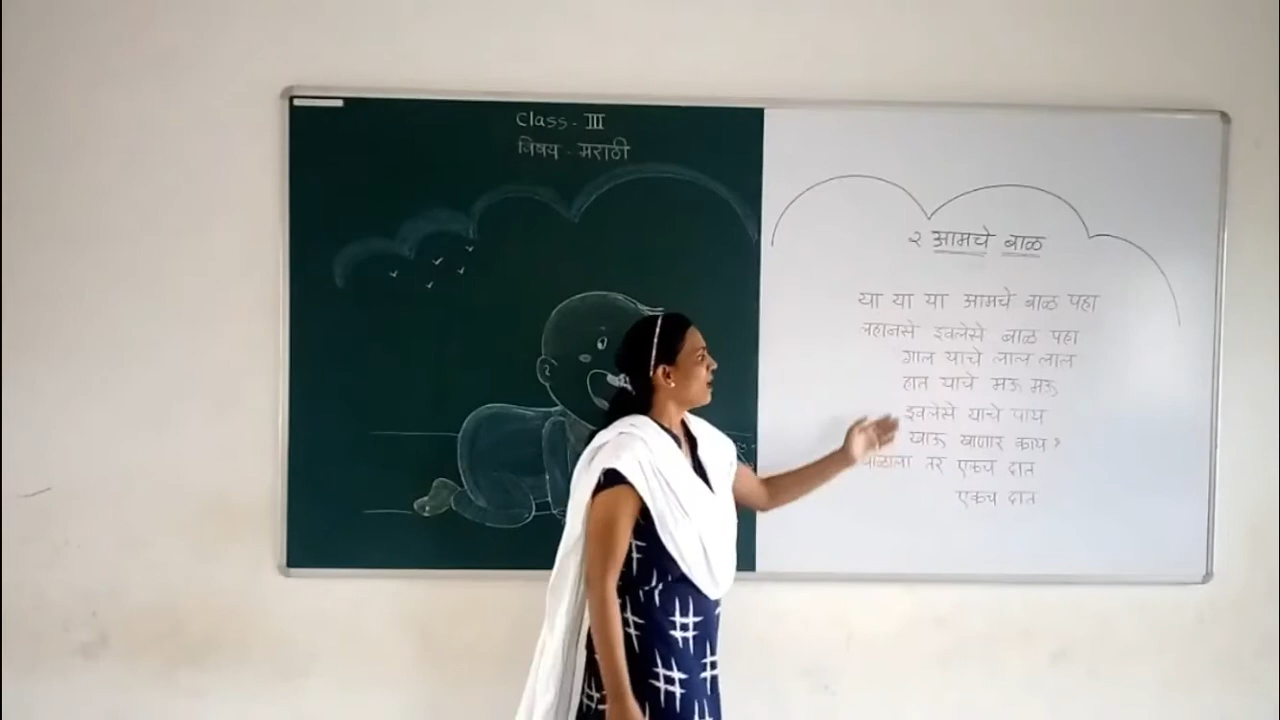 Class - III
विषय - मराठी
२ आमचे बाळ
या या या आमचे बाळ पहा
लहानसे इवलेसे बाळ पहा
गाल याचे लाल लाल
हात याचे मऊ मऊ
इवलेसे याचे पाय
खाऊ खाणार काय?
बाळाला तर एकच दात
एकच दात